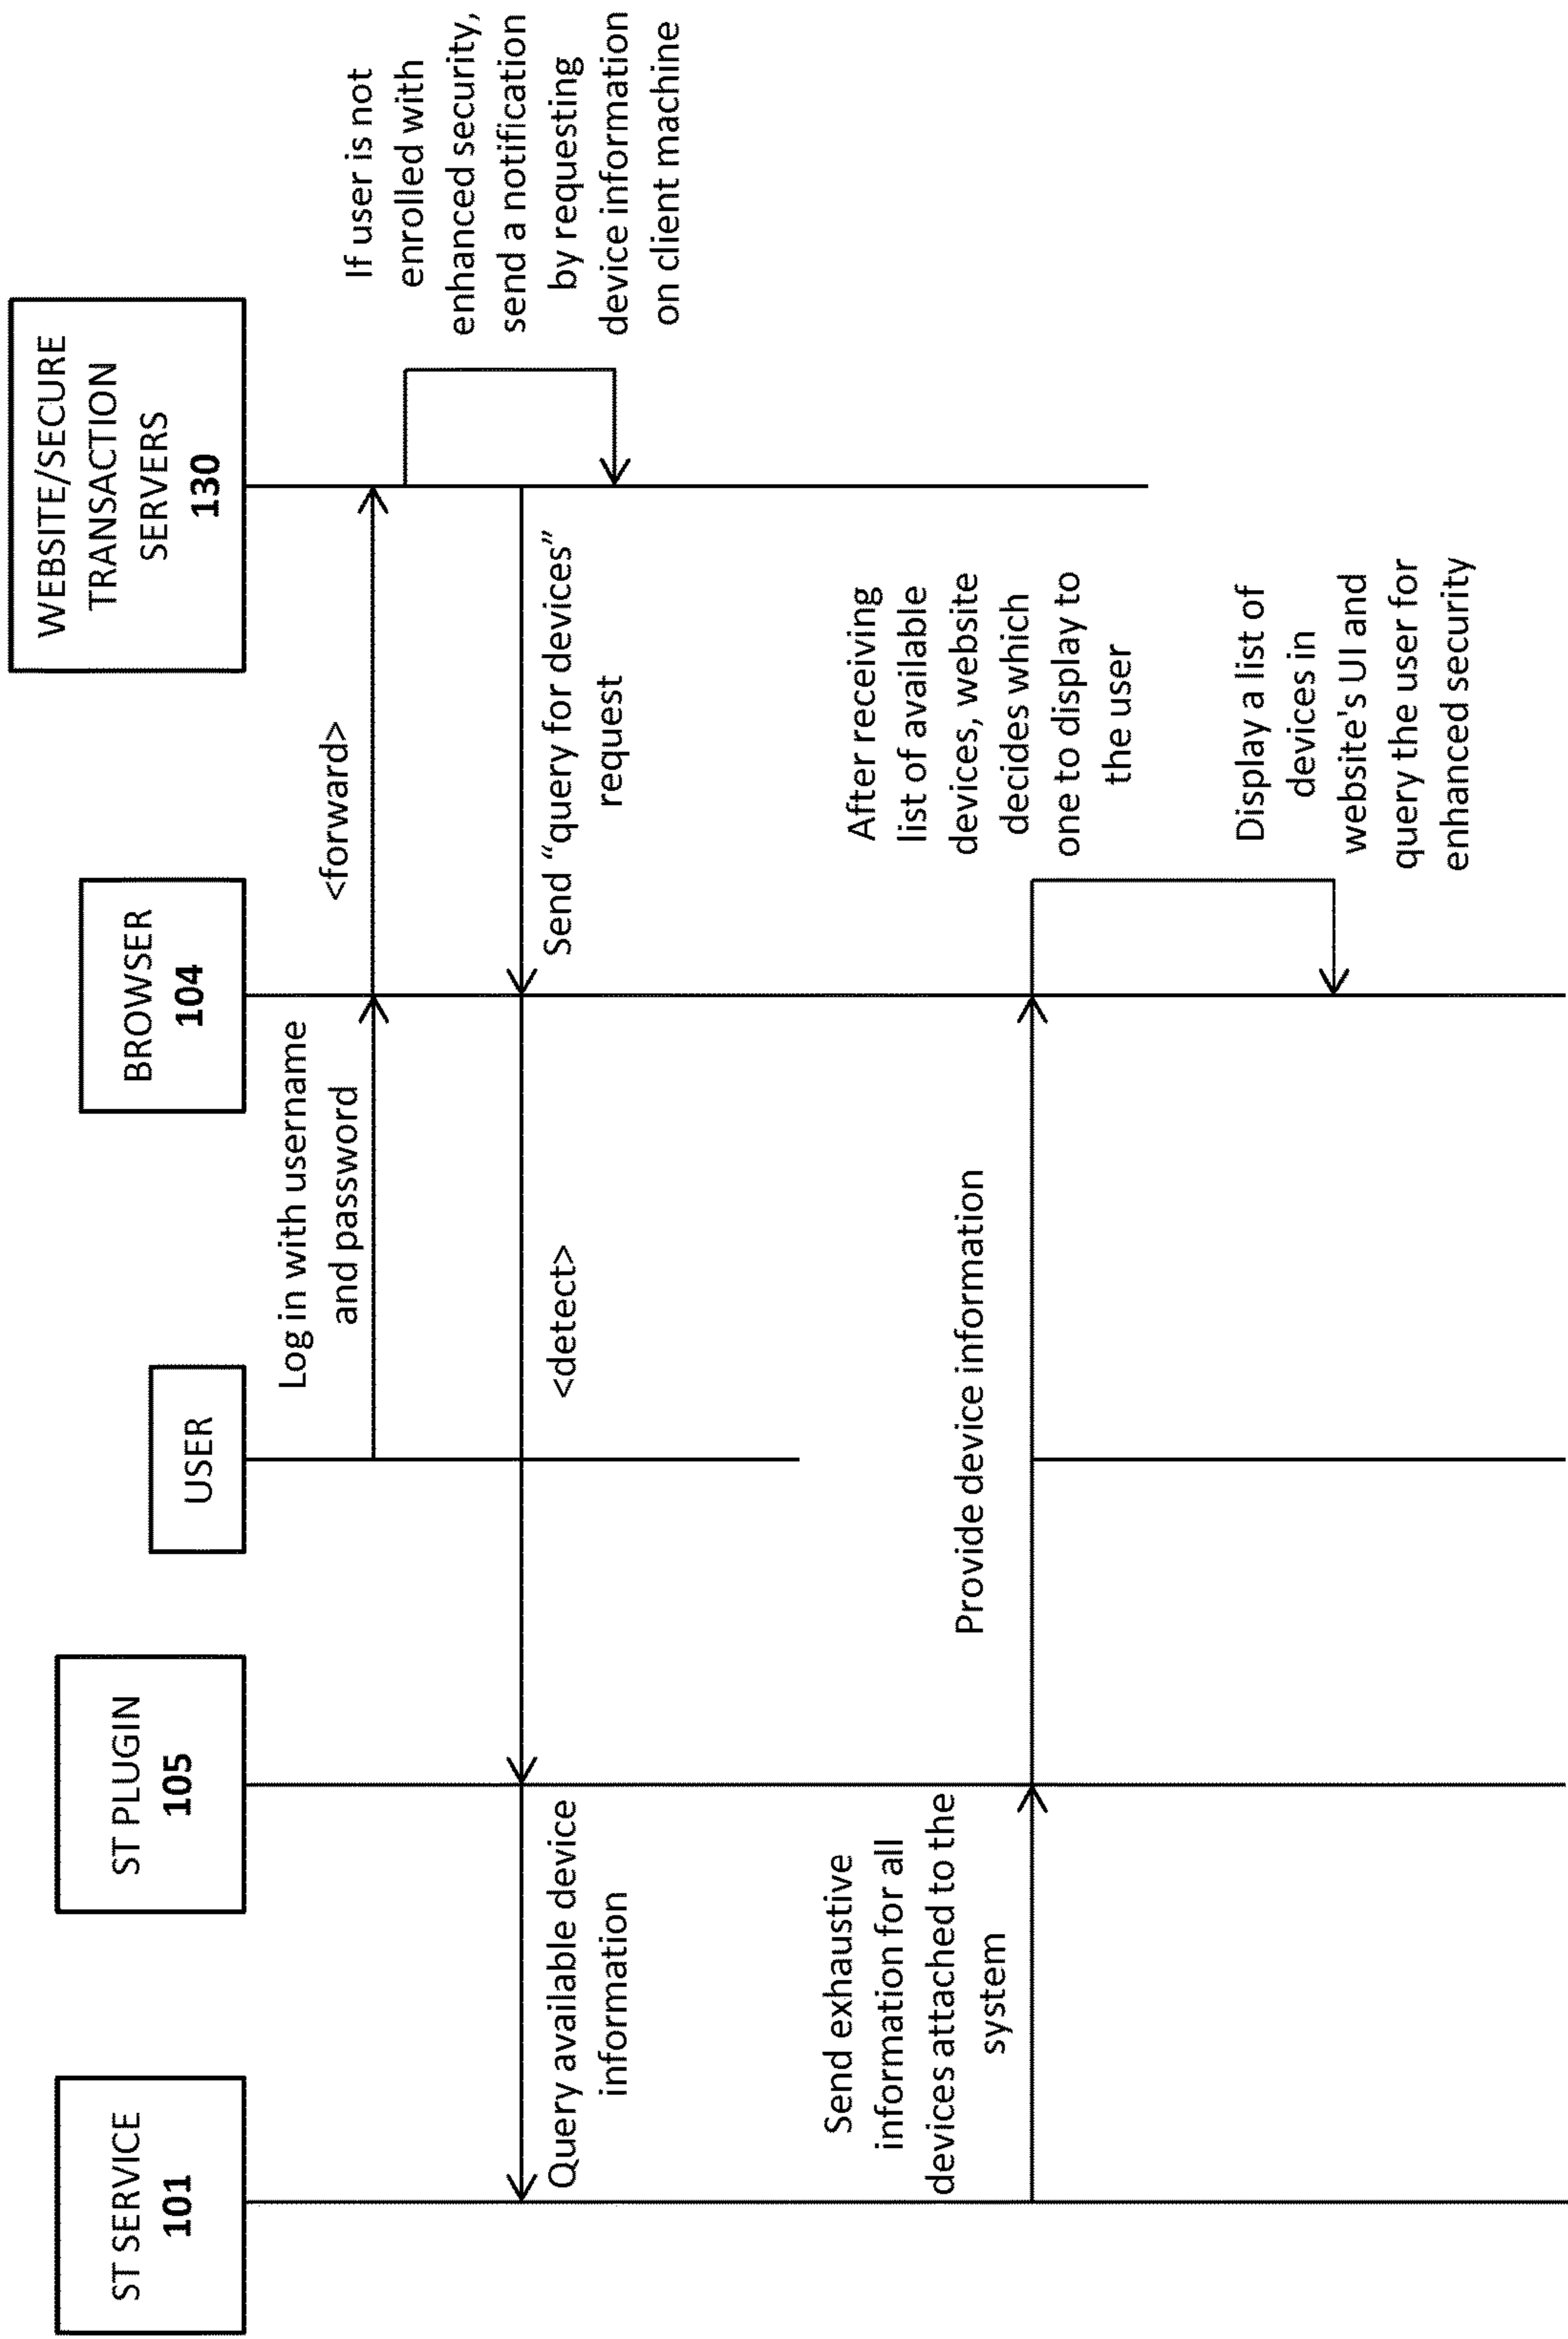 ST SERVICE
101
ST PLUGIN
105
USER
BROWSER
104
WEBSITE/SECURE
TRANSACTION
SERVERS
130
Log in with username
and password
<forward>
If user is not
enrolled with
enhanced security,
send a notification
by requesting
device information
on client machine
Send “query for devices”
request
<detect>
Query available device
information
Send exhaustive
information for all
devices attached to the
system
Provide device information
After receiving
list of available
devices, website
decides which
one to display to
the user
Display a list of
devices in
website's UI and
query the user for
enhanced security